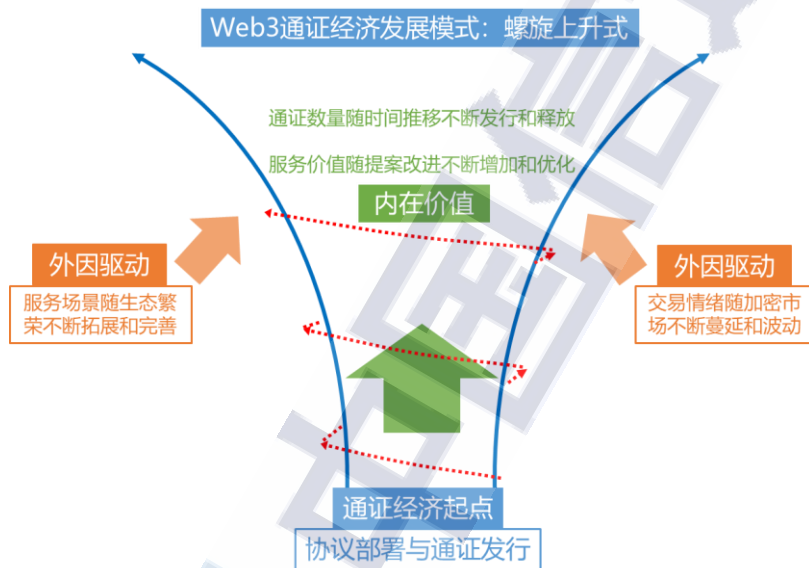 Web3通证经济发展模式：螺旋上升式
通证数量随时间推移不断发行和释放
服务价值随提案改进不断增加和优化
内在价值
外因驱动
服务场景随生态繁
荣不断拓展和完善
外因驱动
交易情绪随加密市
场不断蔓延和波动
通证经济起点
协议部署与通证发行